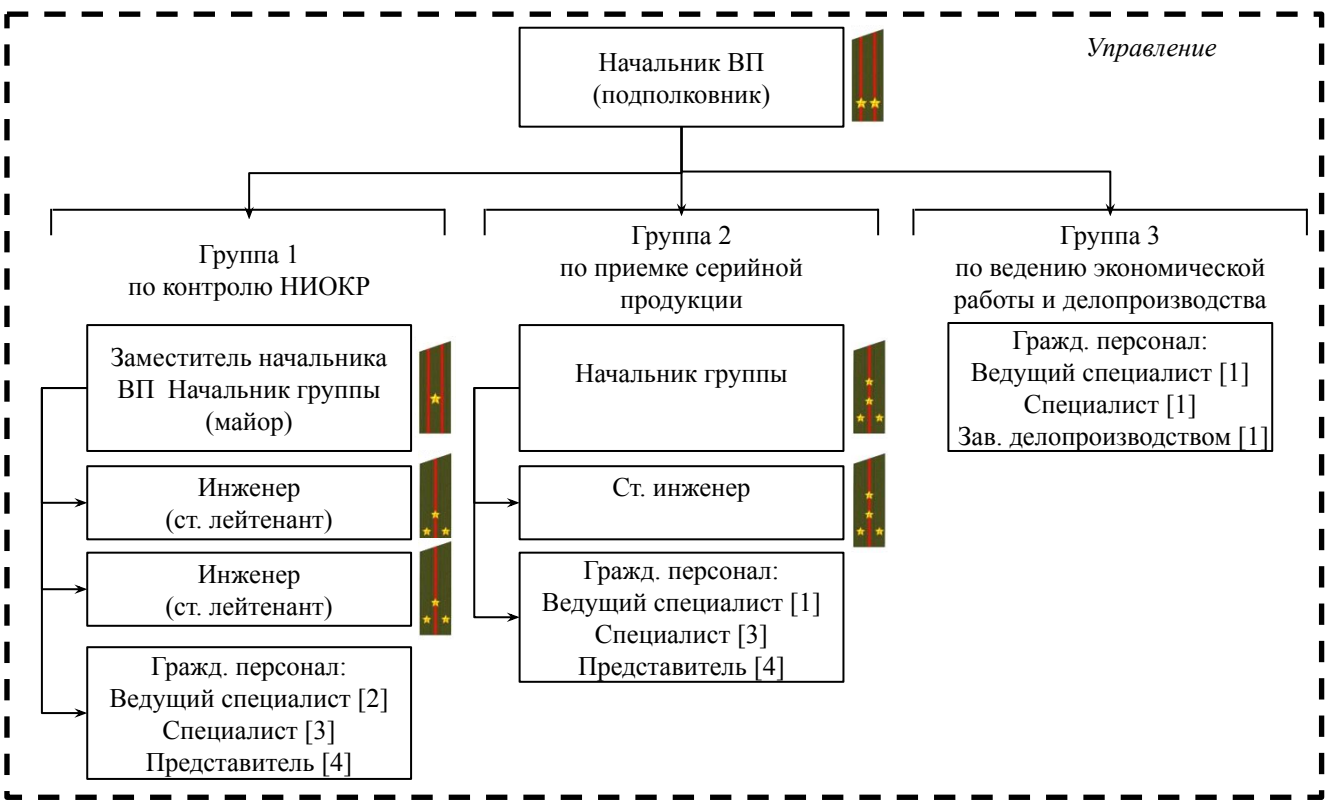 Управление
Начальник ВП
(подполковник)
Группа 1
по контролю НИОКР
Заместитель начальника
ВП Начальник группы
(майор)
Инженер
(ст. лейтенант)
Инженер
(ст. лейтенант)
Гражд. персонал:
Ведущий специалист [2]
Специалист [3]
Представитель [4]
Группа 2
по приемке серийной
продукции
Начальник группы
Ст. инженер
Гражд. персонал:
Ведущий специалист [1]
Специалист [3]
Представитель [4]
Группа 3
по ведению экономической
работы и делопроизводства
Гражд. персонал:
Ведущий специалист [1]
Специалист [1]
Зав. делопроизводством [1]